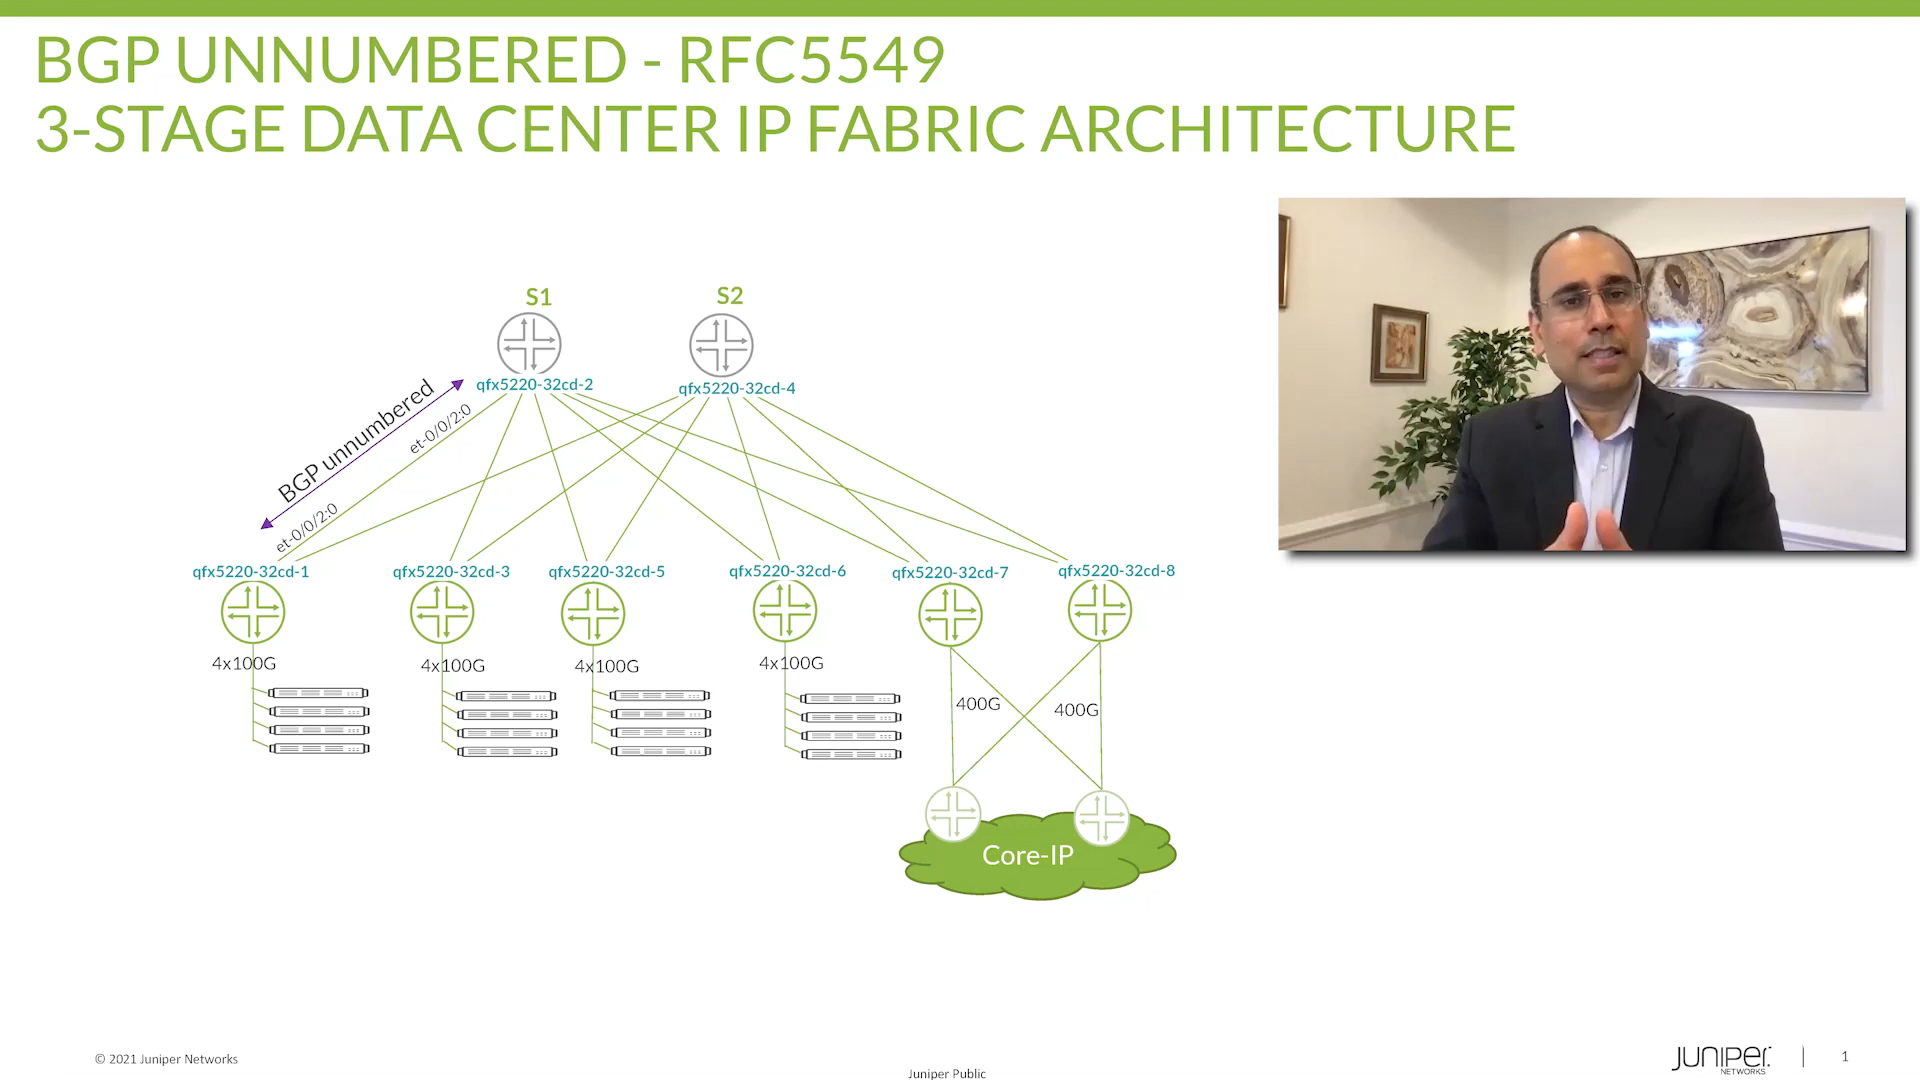 BGP UNNUMBERED - RFC5549
3-STAGE DATA CENTER IP FABRIC ARCHITECTURE
S1
S2
qfx5220-32cd-2
qfx5220-32cd-4
BGP unnumbered
et-0/0/2:0
et-0/0/2:0
qfx5220-32cd-1
qfx5220-32cd-3
qfx5220-32cd-5
qfx5220-32cd-6
qfx5220-32cd-7
qfx5220-32cd-8
4x100G
4x100G
4x100G
4x100G
400G
400G
Core-IP
© 2021 Juniper Networks
Juniper Public
JUNIPER
NETWORKS
1